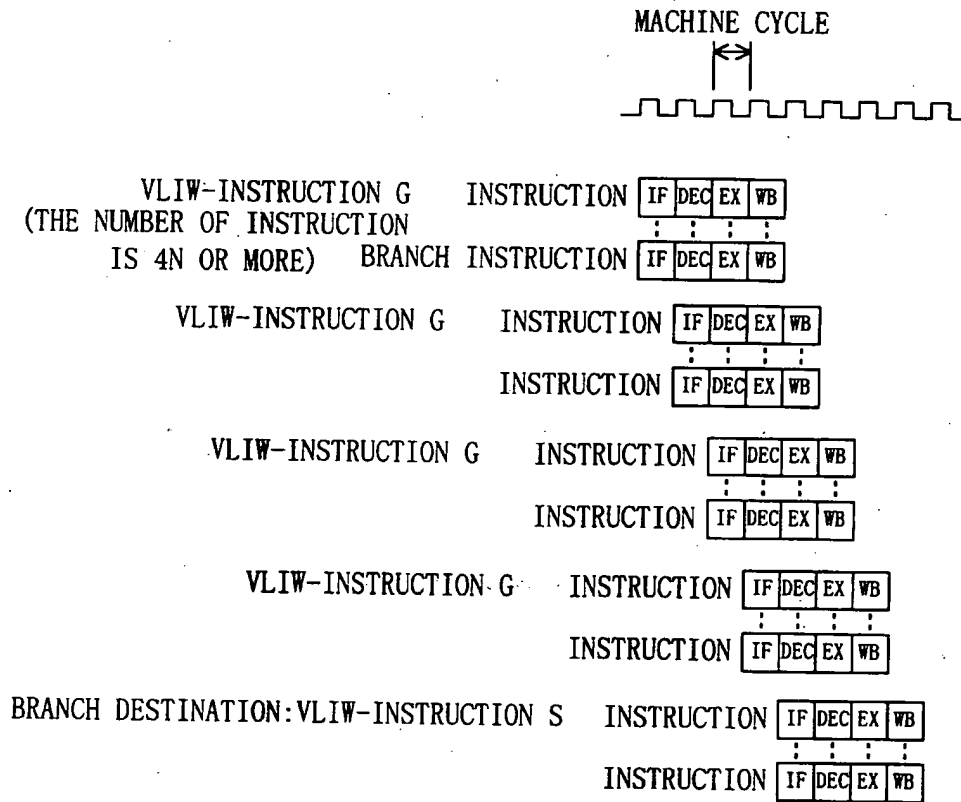 MACHINE CYCLE
VLIW-INSTRUCTION G INSTRUCTION IF DEC EX WB
(THE NUMBER OF INSTRUCTION
IS 4N OR MORE) BRANCH INSTRUCTION IF DEC EX WB
VLIW-INSTRUCTION G INSTRUCTION IF DEC EX WB
INSTRUCTION IF DEC EX WB
VLIW-INSTRUCTION G INSTRUCTION IF DEC EX WB
INSTRUCTION IF DEC EX WB
VLIW-INSTRUCTION G INSTRUCTION IF DEC EX WB
INSTRUCTION IF DEC EX WB
BRANCH DESTINATION:VLIW-INSTRUCTION S INSTRUCTION IF DEC EX WB
INSTRUCTION IF DEC EX WB